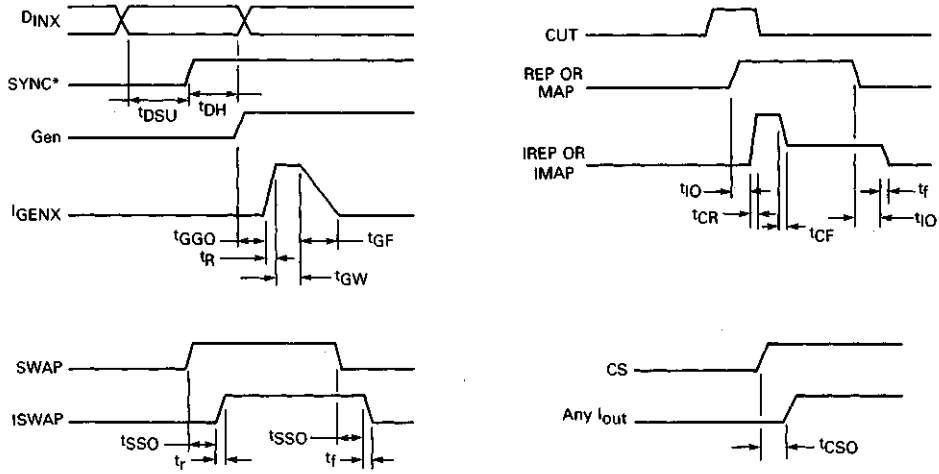 DINX
SYNC*
tDSU
tDH
Gen
IGENX
tGGO
tGF
tR
tGW
CUT
REP OR
MAP
IREP OR
IMAP
tIO
tf
tCR
tIO
tCF
SWAP
ISWAP
tSSO
tSSO
tr
tf
CS
Any Iout
tCSO